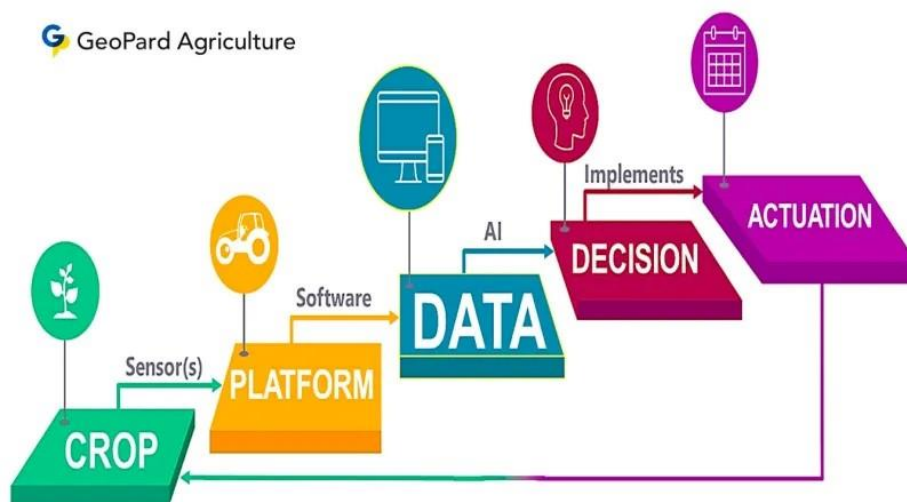 GeoPard Agriculture
CROP
Sensor(s)
PLATFORM
Software
DATA
AI
DECISION
Implements
ACTUATION